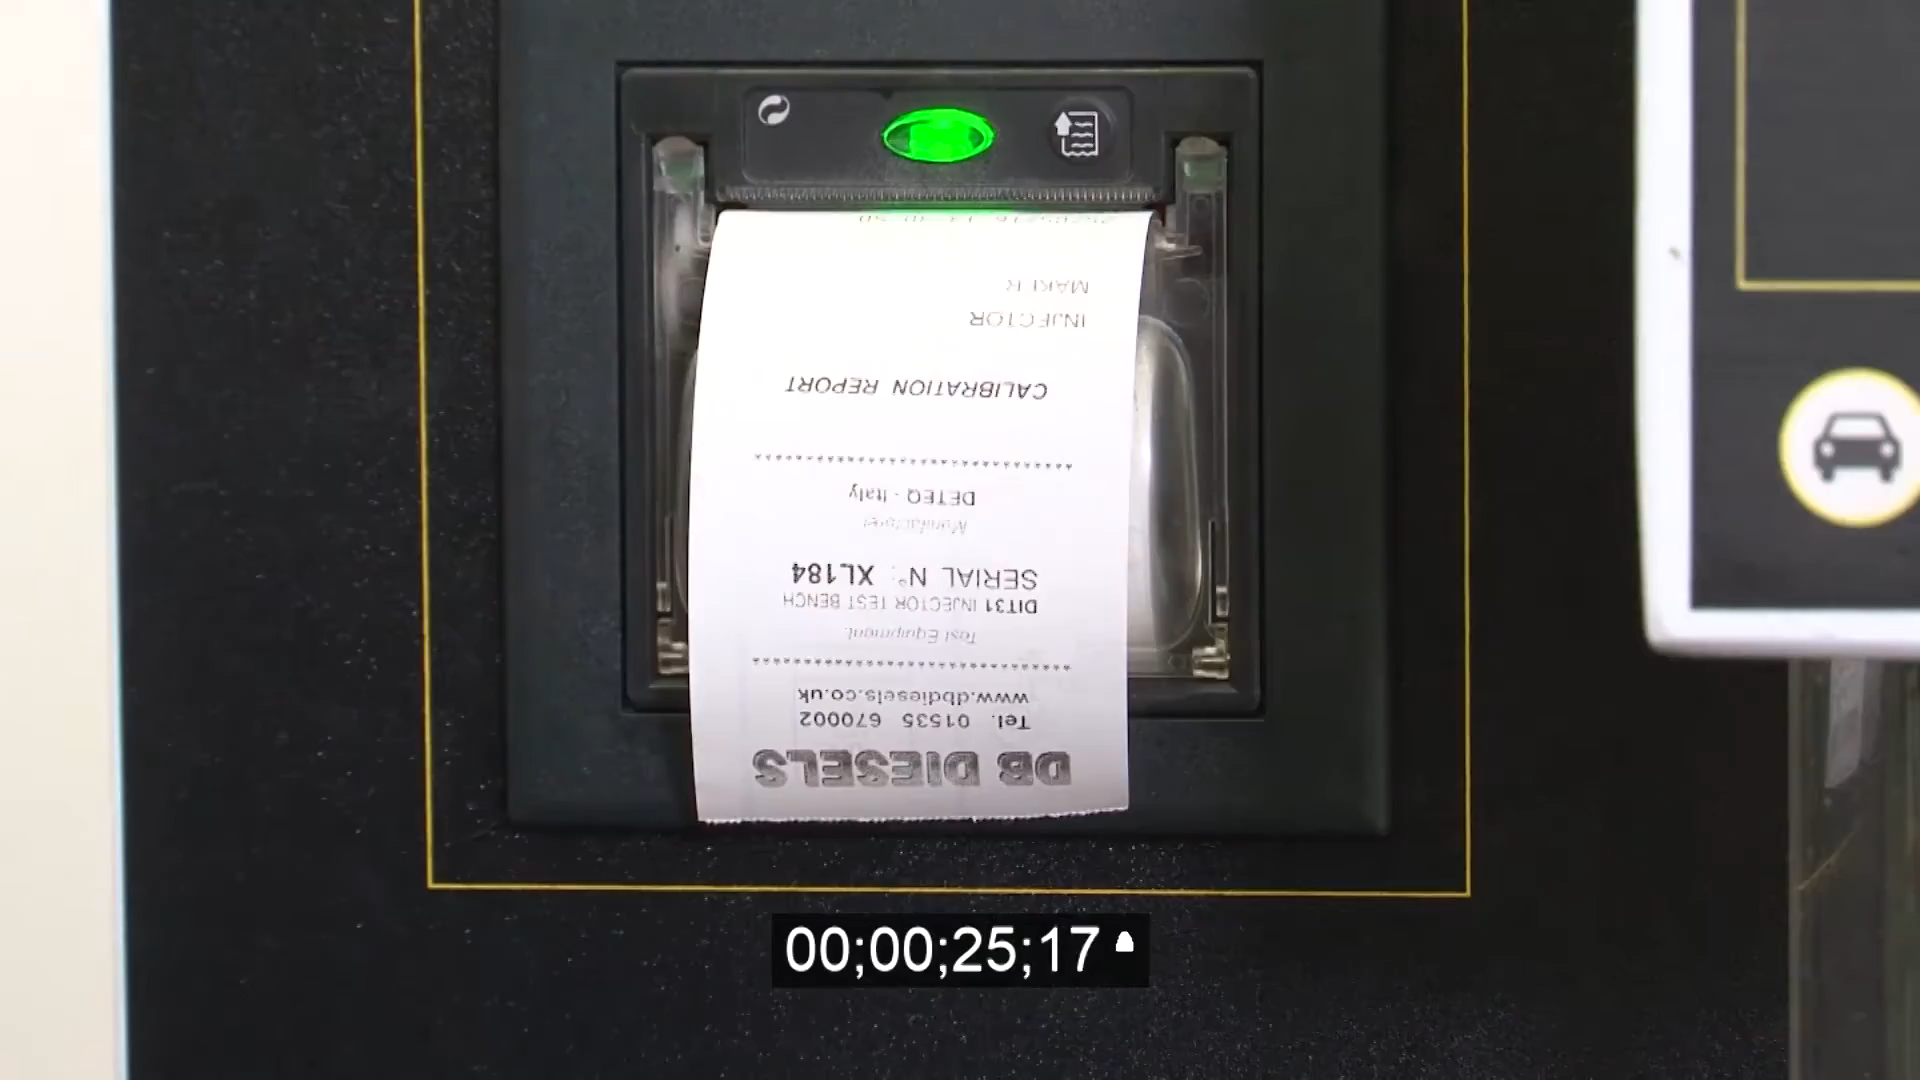 DB DIESELS
Tel. 01535 670002
www.dbdiesels.co.uk
****************************************
Test Equipment.
DIT31 INJECTOR TEST BENCH
SERIAL N°: XL184
Manufacturer
DETEQ - Italy
****************************************
CALIBRATION REPORT
INJECTOR
MAKER
00;00;25;17